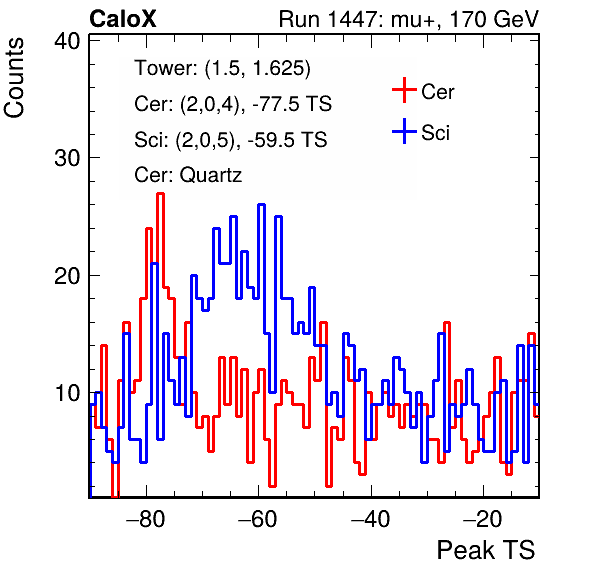 CaloX Run 1447: mu+, 170 GeV
Counts
40
30
20
10
Tower: (1.5, 1.625)
Cer: (2,0,4), -77.5 TS
Sci: (2,0,5), -59.5 TS
Cer: Quartz
Cer
Sci
−80 −60 −40 −20
Peak TS